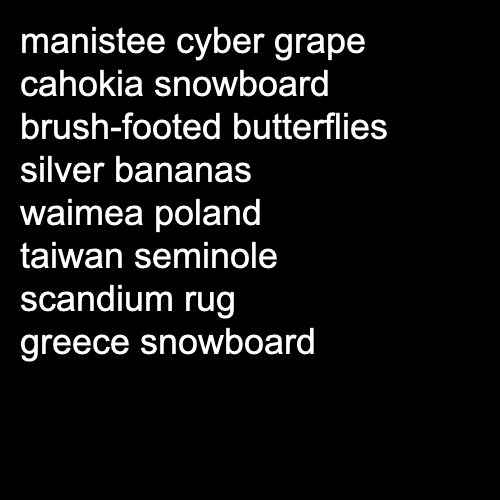 manistee cyber grape
cahokia snowboard
brush-footed butterflies
silver bananas
waimea poland
taiwan seminole
scandium rug
greece snowboard